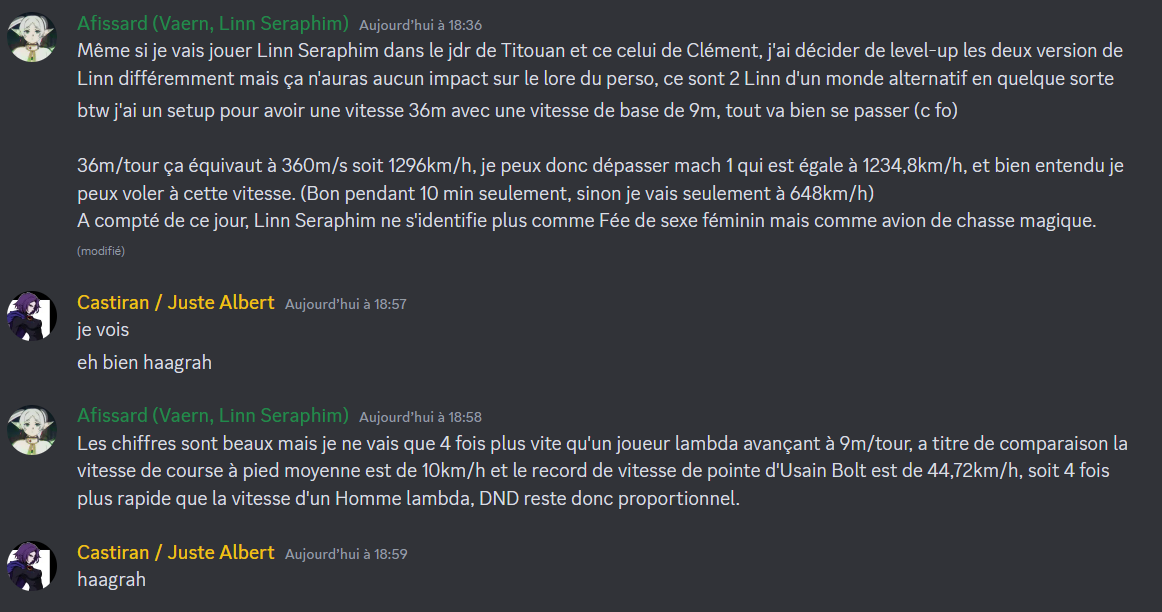 Afissard (Vaern, Linn Seraphim) Aujourd'hui à 18:36
Même si je vais jouer Linn Seraphim dans le jdr de Titouan et ce celui de Clément, j'ai décider de level-up les deux version de
Linn différemment mais ça n'auras aucun impact sur le lore du perso, ce sont 2 Linn d'un monde alternatif en quelque sorte
btw j'ai un setup pour avoir une vitesse 36m avec une vitesse de base de 9m, tout va bien se passer (c fo)
36m/tour ça équivaut à 360m/s soit 1296km/h, je peux donc dépasser mach 1 qui est égale à 1234,8km/h, et bien entendu je
peux voler à cette vitesse. (Bon pendant 10 min seulement, sinon je vais seulement à 648km/h)
A compté de ce jour, Linn Seraphim ne s'identifie plus comme Fée de sexe féminin mais comme avion de chasse magique.
(modifié)
Castiran / Juste Albert Aujourd'hui à 18:57
je vois
eh bien haagrah
Afissard (Vaern, Linn Seraphim) Aujourd'hui à 18:58
Les chiffres sont beaux mais je ne vais que 4 fois plus vite qu'un joueur lambda avançant à 9m/tour, a titre de comparaison la
vitesse de course à pied moyenne est de 10km/h et le record de vitesse de pointe d'Usain Bolt est de 44,72km/h, soit 4 fois
plus rapide que la vitesse d'un Homme lambda, DND reste donc proportionnel.
Castiran / Juste Albert Aujourd'hui à 18:59
haagrah